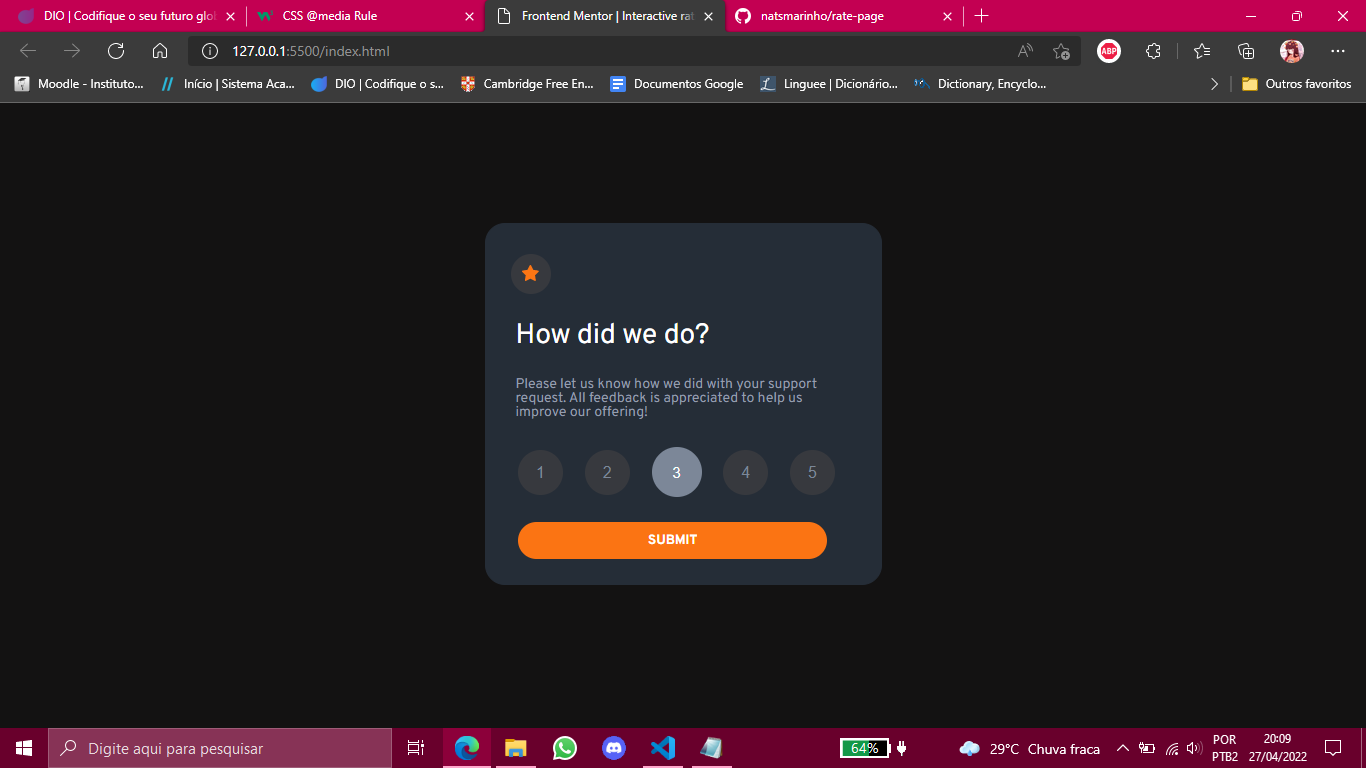 DIO | Codifique o seu futuro glol
CSS @media Rule
Frontend Mentor | Interactive rat
natsmarinho/rate-page
127.0.0.1:5500/index.html
ABP
Moodle - Instituto...
Início | Sistema Aca...
DIO | Codifique o s...
Cambridge Free En...
Documentos Google
Linguee | Dicionário...
Dictionary, Encyclo...
Outros favoritos
How did we do?
Please let us know how we did with your support
request. All feedback is appreciated to help us
improve our offering!
1 2 3 4 5
SUBMIT
Digite aqui para pesquisar
64%
29°C Chuva fraca
POR
PTB2
20:09
27/04/2022